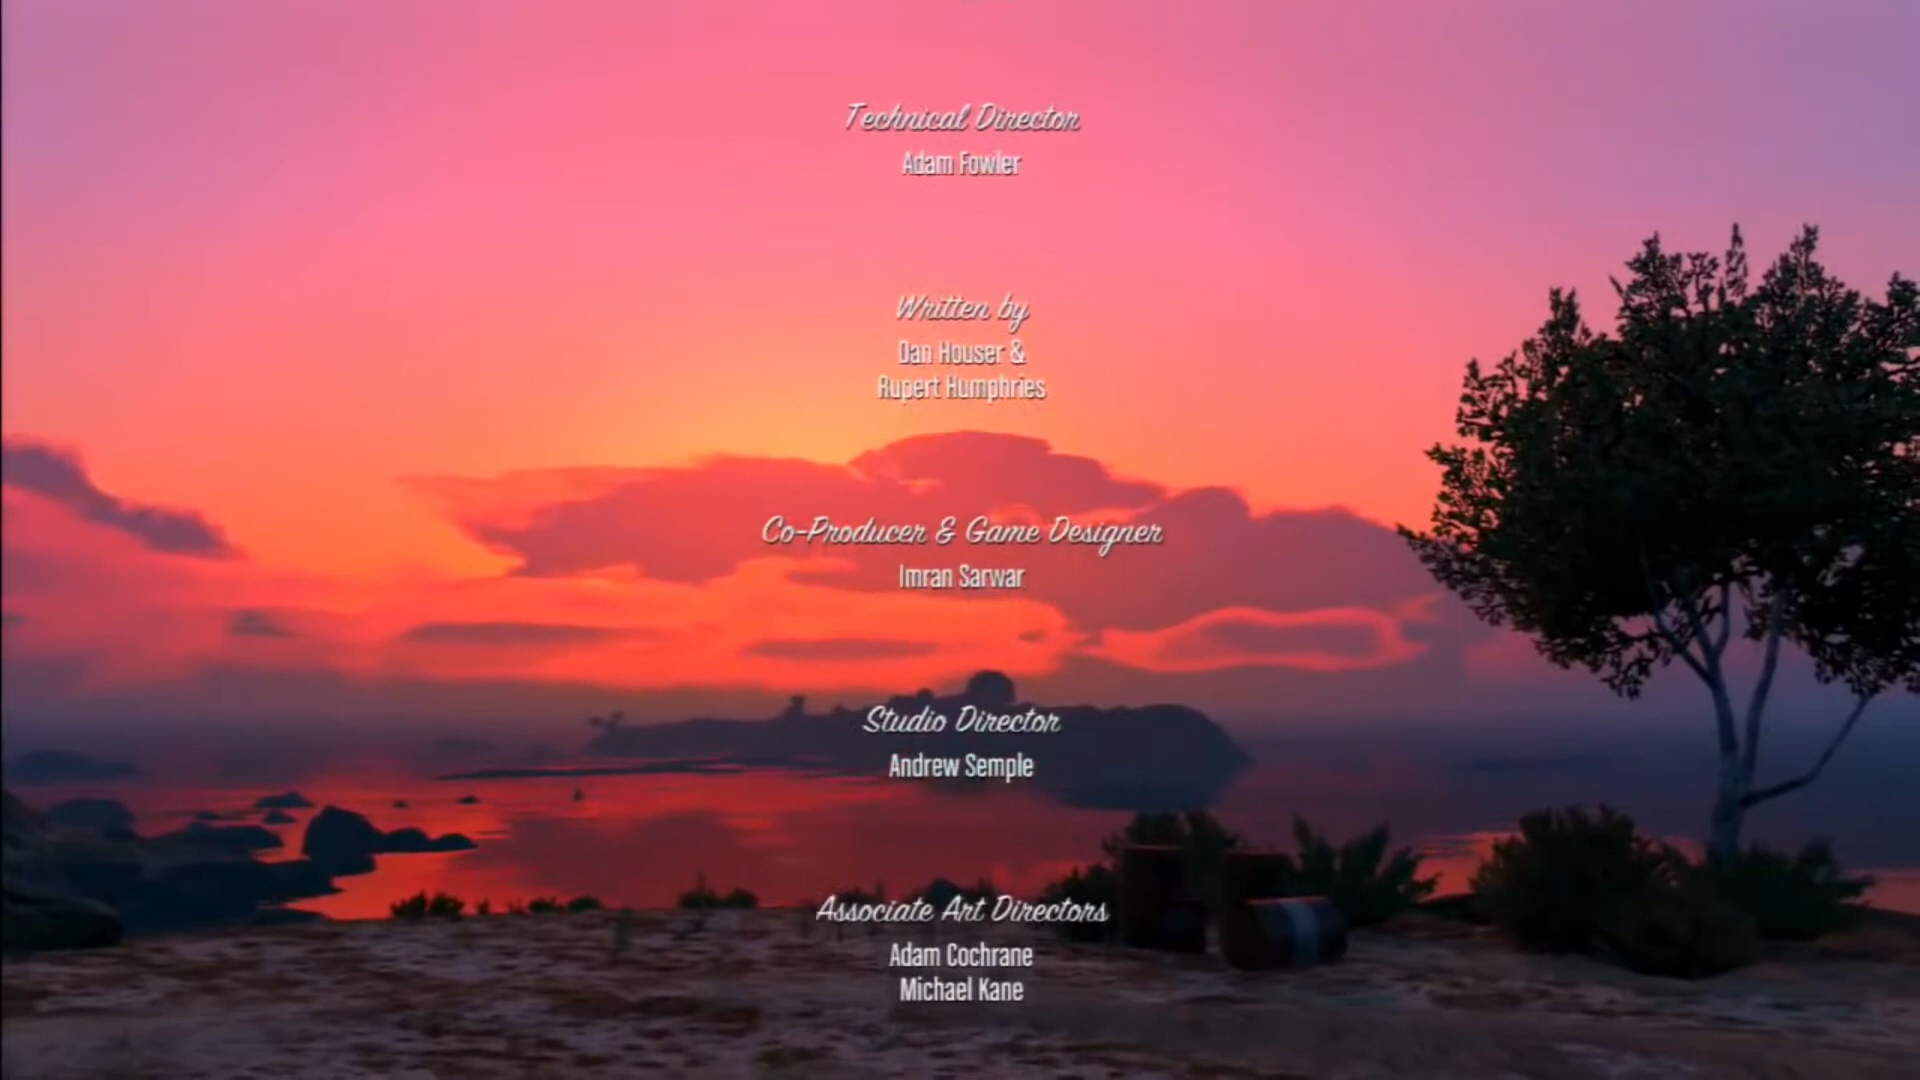 Technical Director
Adam Fowler
Written by
Dan Houser &
Rupert Humphries
Co-Producer & Game Designer
Imran Sarwar
Studio Director
Andrew Semple
Associate Art Directors
Adam Cochrane
Michael Kane